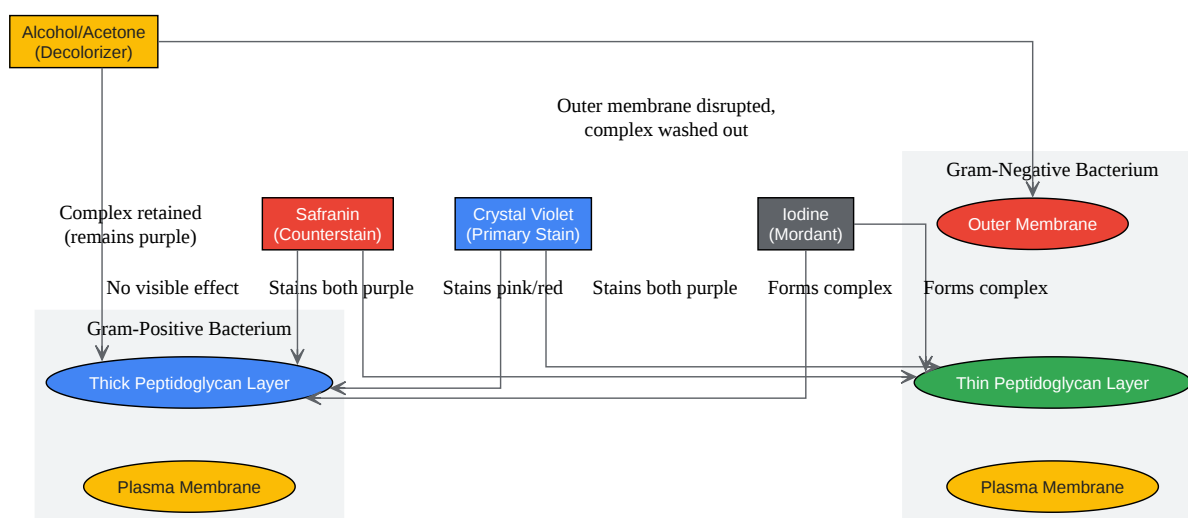 Alcohol/Acetone
(Decolorizer)
Outer membrane disrupted,
complex washed out
Gram-Negative Bacterium
Complex retained
(remains purple)
Safranin
(Counterstain)
Crystal Violet
(Primary Stain)
Iodine
(Mordant)
Outer Membrane
No visible effect
Stains both purple
Stains pink/red
Stains both purple
Forms complex
Forms complex
Gram-Positive Bacterium
Thick Peptidoglycan Layer
Thin Peptidoglycan Layer
Plasma Membrane
Plasma Membrane